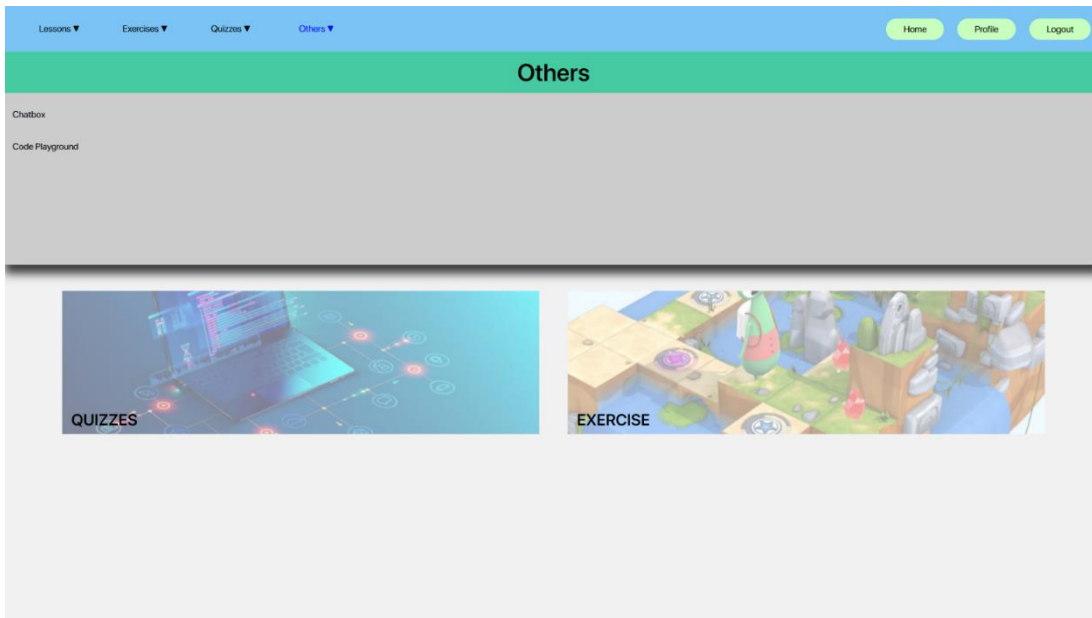 Lessons ▼ Exercises ▼ Quizzes ▼ Others ▼ Home Profile Logout
Others
Chatbox
Code Playground
QUIZZES EXERCISE